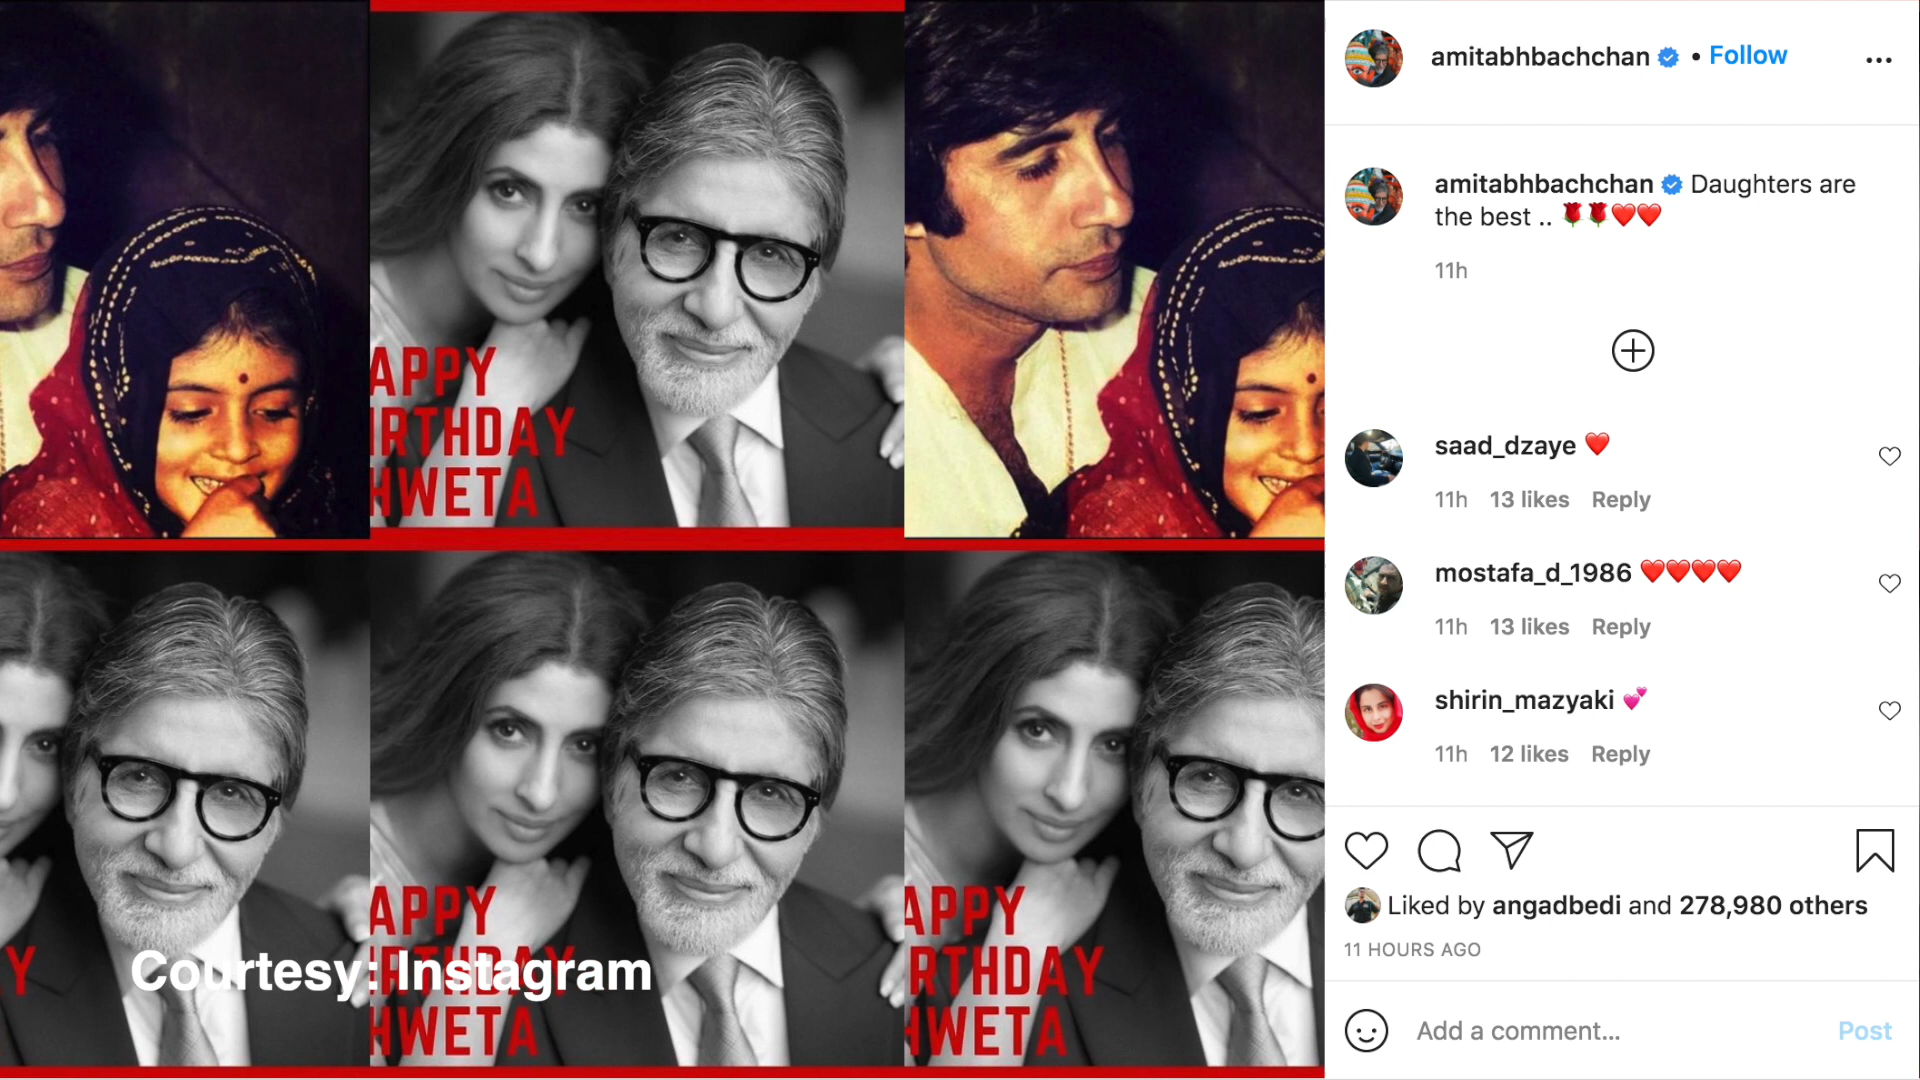 APPY
IRTHDAY
HWETA
Y
APPY
IRTHDAY
HWETA
APPY
RTHDAY
HWETA
Courtesy: Instagram
amitabhbachchan • Follow
amitabhbachchan Daughters are
the best .. 🌹🌹❤️❤️
11h
saad_dzaye ❤️
11h 13 likes Reply
mostafa_d_1986 ❤️❤️❤️❤️
11h 13 likes Reply
shirin_mazyaki 💕
11h 12 likes Reply
Liked by angadbedi and 278,980 others
11 HOURS AGO
Add a comment...
Post